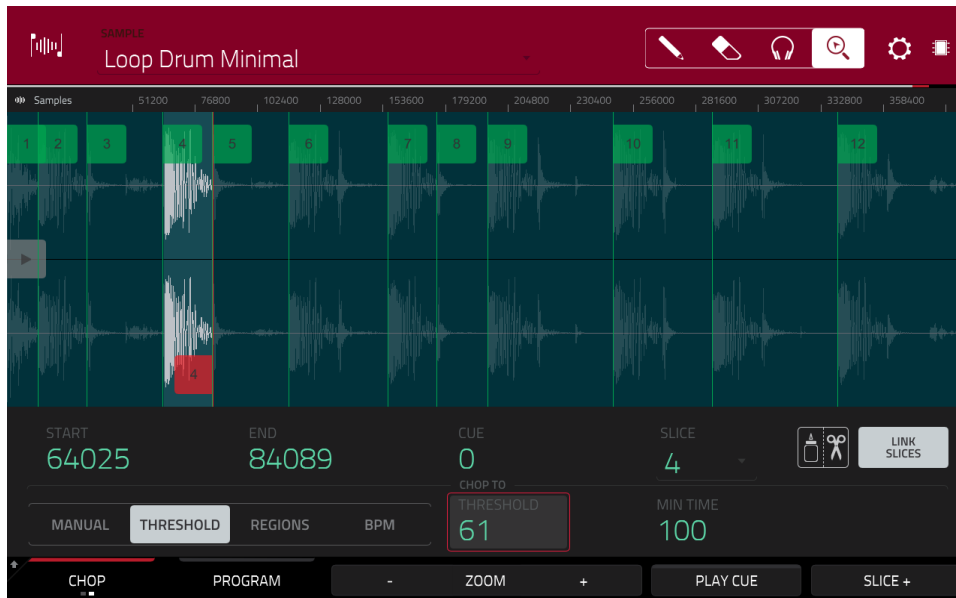 SAMPLE
Loop Drum Minimal
Samples 51200 76800 102400 128000 153600 179200 204800 230400 256000 281600 307200 332800 358400
1 2 3 4 5 6 7 8 9 10 11 12
4
START END CUE SLICE
64025 84089 0 4
LINK
SLICES
CHOP TO
MANUAL THRESHOLD REGIONS BPM
THRESHOLD MIN TIME
61 100
CHOP PROGRAM - ZOOM + PLAY CUE SLICE +